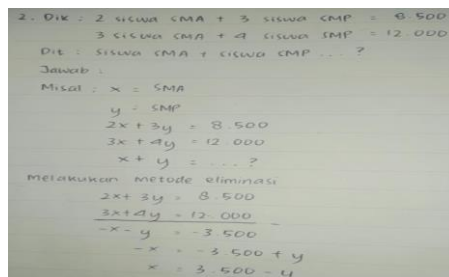 2. Dik : 2 siswa SMA + 3 siswa SMP = 8.500
3 siswa SMA + 4 siswa SMP = 12.000
Dit : siswa SMA + siswa SMP ... ?
Jawab :
Misal : x = SMA
y = SMP
2x + 3y = 8.500
3x + 4y = 12.000
x + y = ... ?
melakukan metode eliminasi
2x + 3y = 8.500
3x + 4y = 12.000 -
-x - y = -3.500
-x = -3.500 + y
x = 3.500 - y